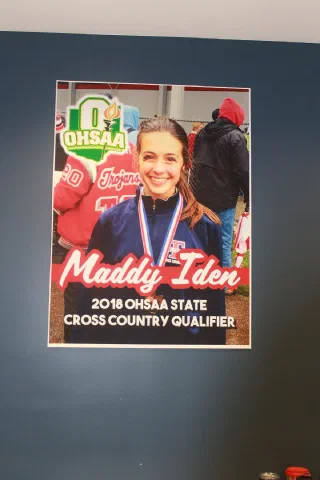 OHSAA
Trojans
Maddy Iden
2018 OHSAA STATE
CROSS COUNTRY QUALIFIER